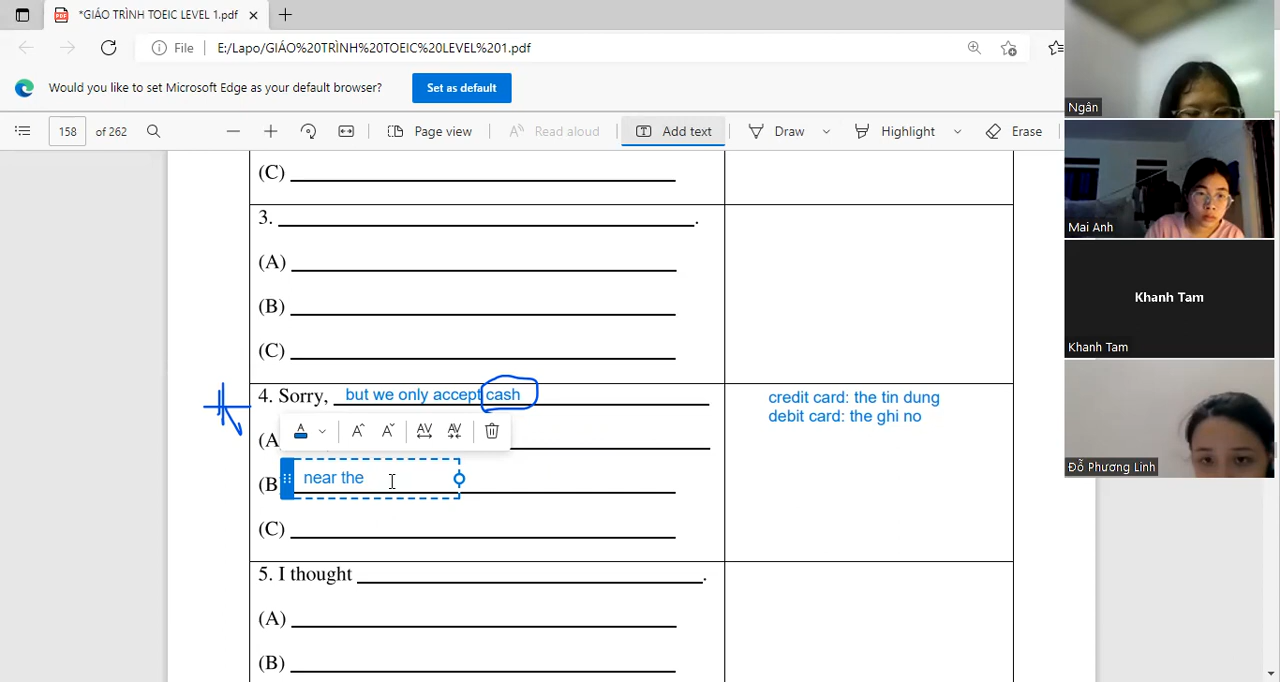 *GIÁO TRÌNH TOEIC LEVEL 1.pdf
File E:/Lapo/GIÁO%20TRÌNH%20TOEIC%20LEVEL%201.pdf
Would you like to set Microsoft Edge as your default browser? Set as default
158 of 262 Page view Read aloud Add text Draw Highlight Erase
(C)
3. .
(A)
(B)
(C)
4. Sorry, but we only accept cash
credit card: the tin dung
debit card: the ghi no
(A
(B near the
(C)
5. I thought .
(A)
(B)
Ngân
Mai Anh
Khanh Tam
Khanh Tam
Đỗ Phương Linh